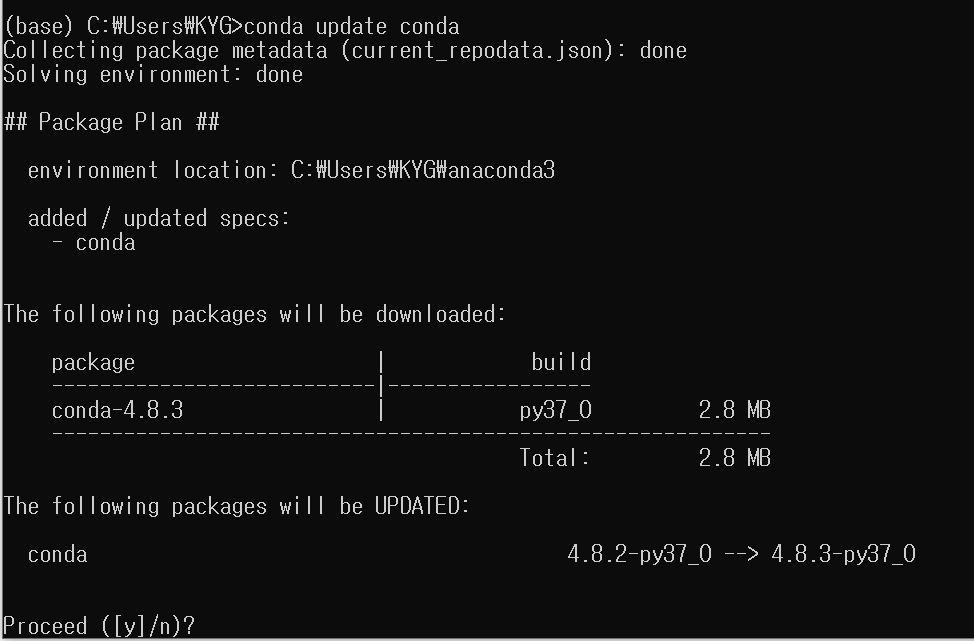 (base) C:₩Users₩KYG>conda update conda
Collecting package metadata (current_repodata.json): done
Solving environment: done
## Package Plan ##
environment location: C:₩Users₩KYG₩anaconda3
added / updated specs:
- conda
The following packages will be downloaded:
package | build
---------------------------|-----------------
conda-4.8.3 | py37_0 2.8 MB
------------------------------------------------------------
Total: 2.8 MB
The following packages will be UPDATED:
conda 4.8.2-py37_0 --> 4.8.3-py37_0
Proceed ([y]/n)?